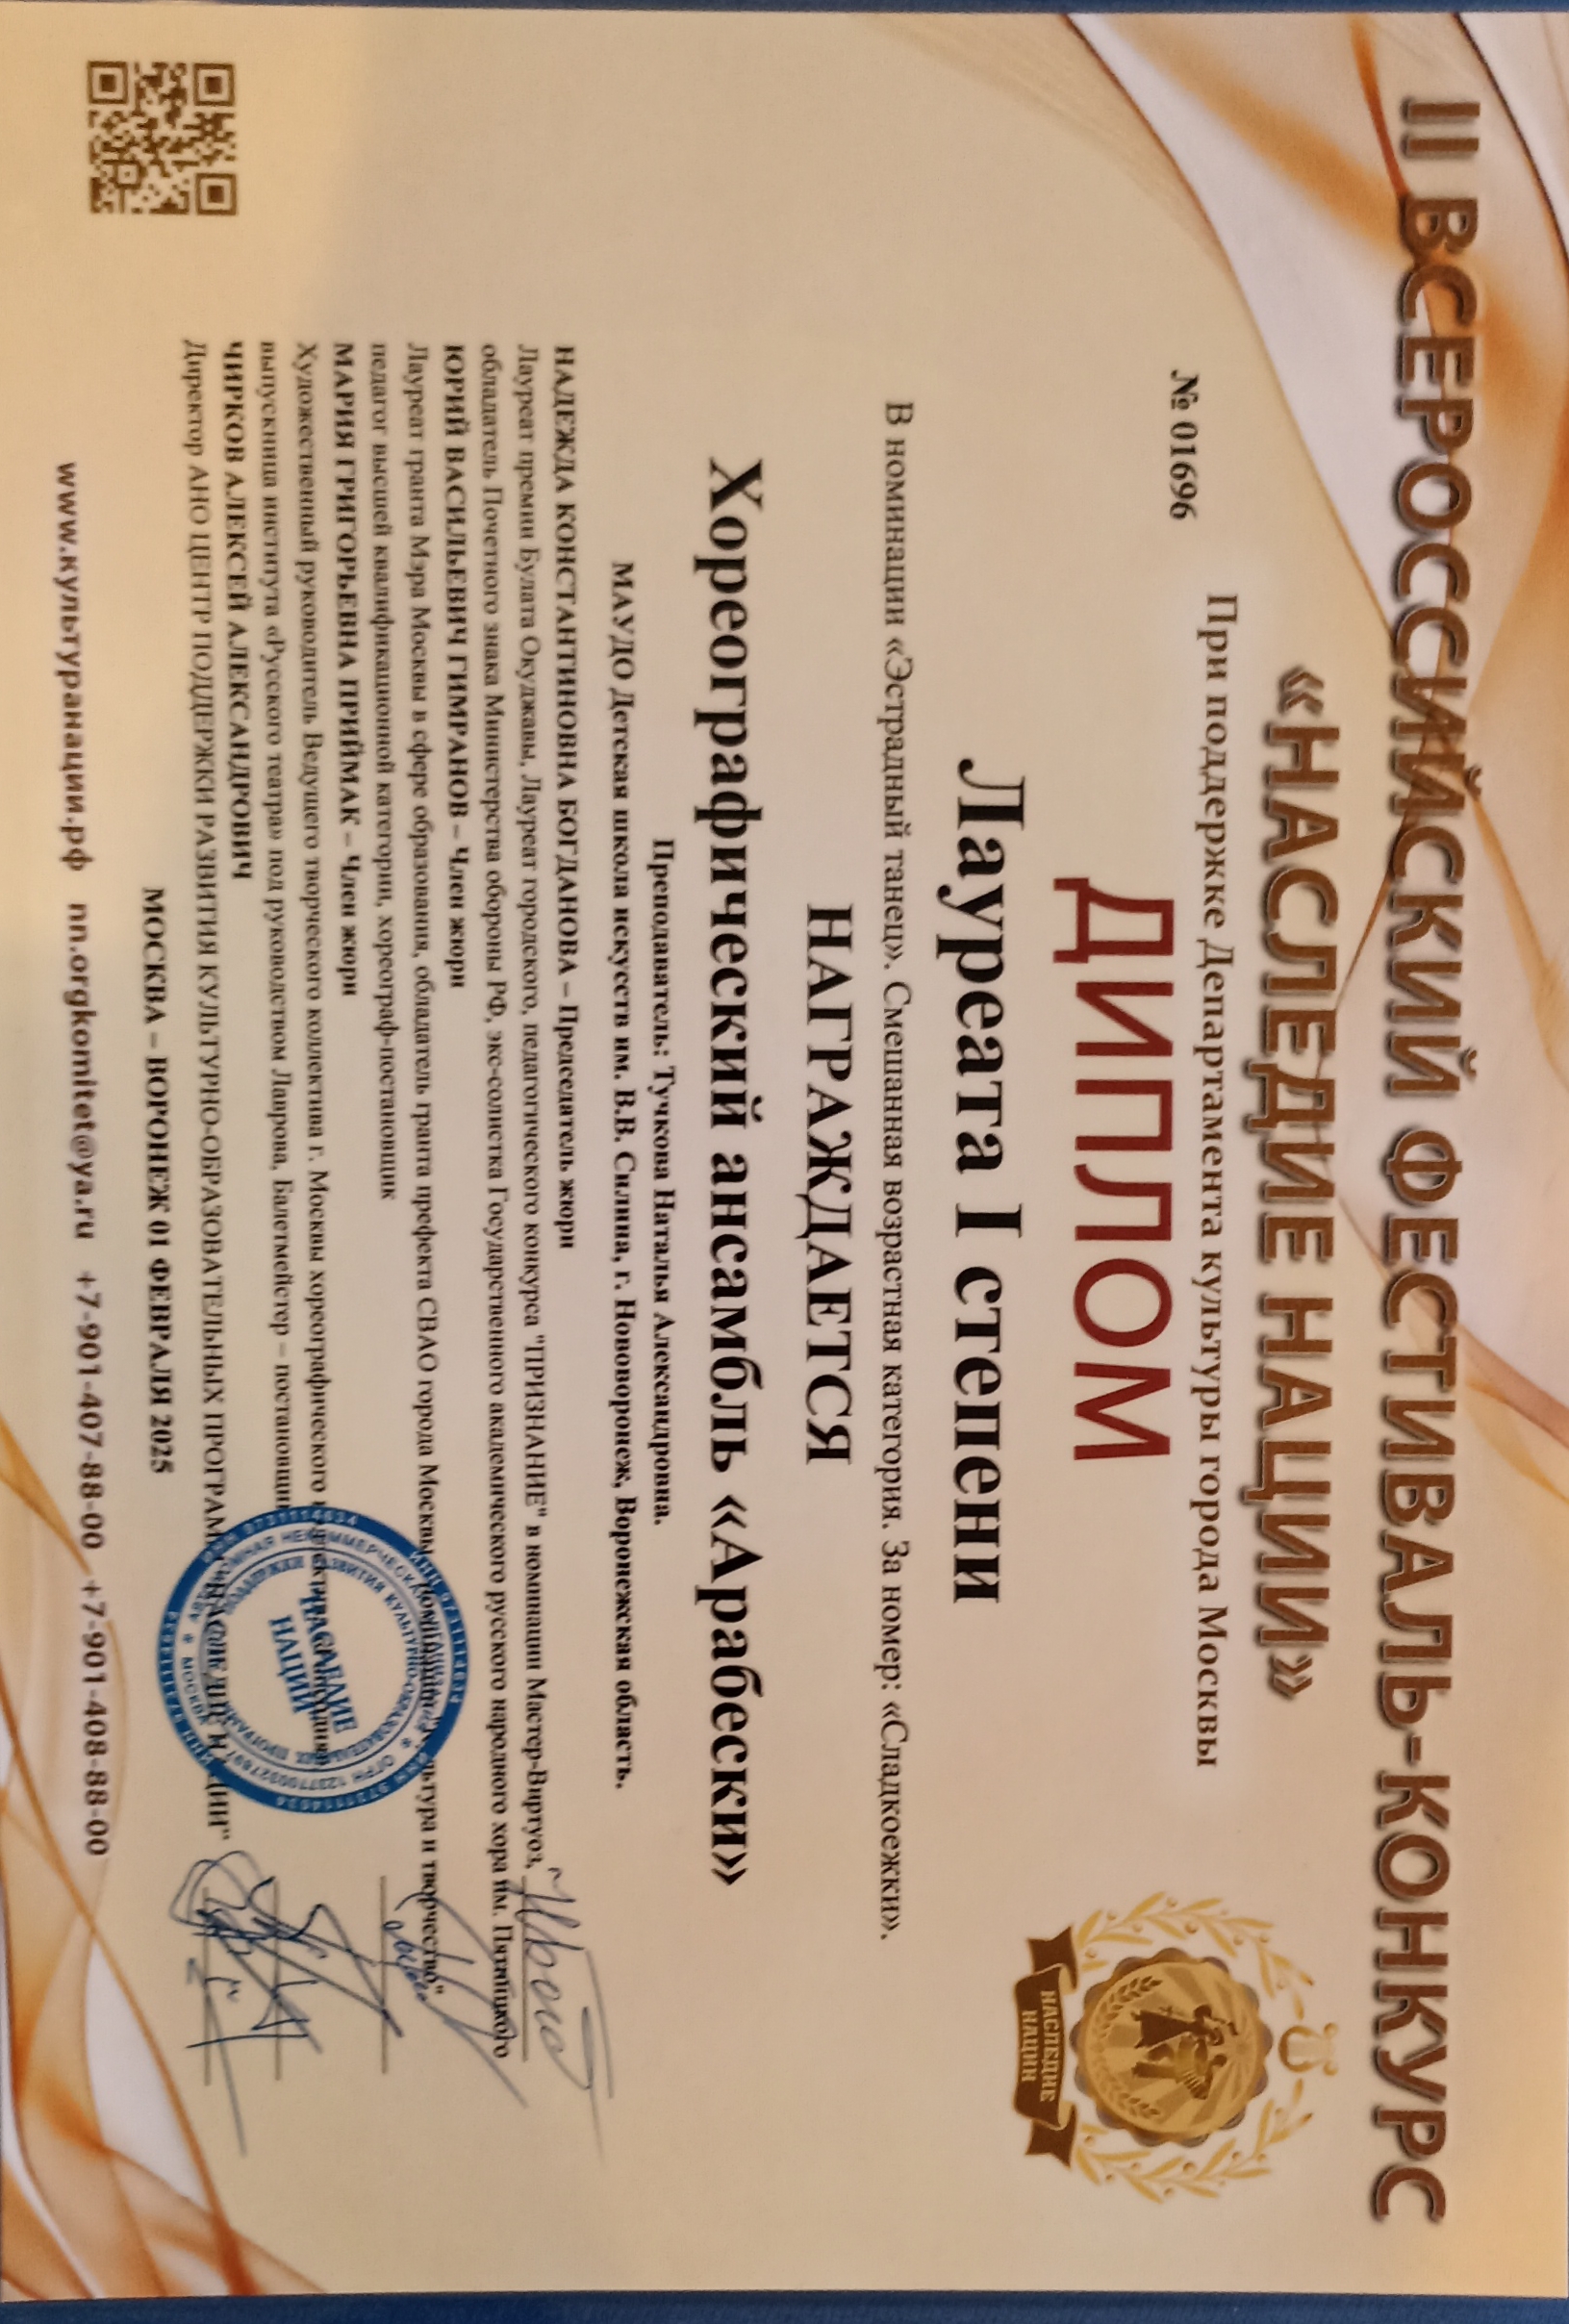 II ВСЕРОССИЙСКИЙ ФЕСТИВАЛЬ-КОНКУРС
«НАСЛЕДИЕ НАЦИИ»
При поддержке Департамента культуры города Москвы
№ 01696
ДИПЛОМ
Лауреата I степени
НАСЛЕДИЕ
НАЦИИ
В номинации «Эстрадный танец». Смешанная возрастная категория. За номер: «Сладкоежки».
НАГРАЖДАЕТСЯ
Хореографический ансамбль «Арабески»
Преподаватель: Тучкова Наталья Александровна.
МАУДО Детская школа искусств им. В.В. Силина, г. Нововоронеж, Воронежская область.
НАДЕЖДА КОНСТАНТИНОВНА БОГДАНОВА – Председатель жюри
Лауреат премии Булата Окуджавы, Лауреат городского, педагогического конкурса "ПРИЗНАНИЕ" в номинации Мастер-Виртуоз,
обладатель Почетного знака Министерства обороны РФ, экс-солистка Государственного академического русского народного хора им. Пятницкого
ЮРИЙ ВАСИЛЬЕВИЧ ГИМРАНОВ – Член жюри
Лауреат гранта Мэра Москвы в сфере образования, обладатель гранта префекта СВАО города Москвы и творчество"
педагог высшей квалификационной категории, хореограф-постановщик
МАРИЯ ГРИГОРЬЕВНА ПРИЙМАК – Член жюри
Художественный руководитель Ведущего творческого коллектива г. Москвы хореографического
выпускница института «Русского театра» под руководством Лаврова, Балетмейстер – постановщик
ЧИРКОВ АЛЕКСЕЙ АЛЕКСАНДРОВИЧ
Директор АНО ЦЕНТР ПОДДЕРЖКИ РАЗВИТИЯ КУЛЬТУРНО-ОБРАЗОВАТЕЛЬНЫХ ПРОГРАММ "НАСЛЕДИЕ НАЦИИ"
НАСЛЕДИЕ
НАЦИИ
МОСКВА – ВОРОНЕЖ 01 ФЕВРАЛЯ 2025
www.культуранации.рф nn.orgkomitet@ya.ru +7-901-407-88-00 +7-901-408-88-00